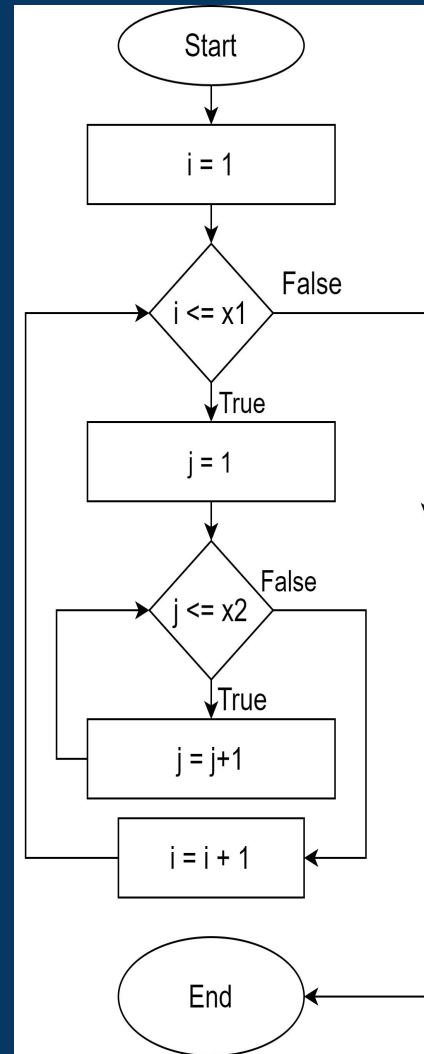 Start
i = 1
False
i <= x1
True
j = 1
False
j <= x2
True
j = j+1
i = i + 1
End